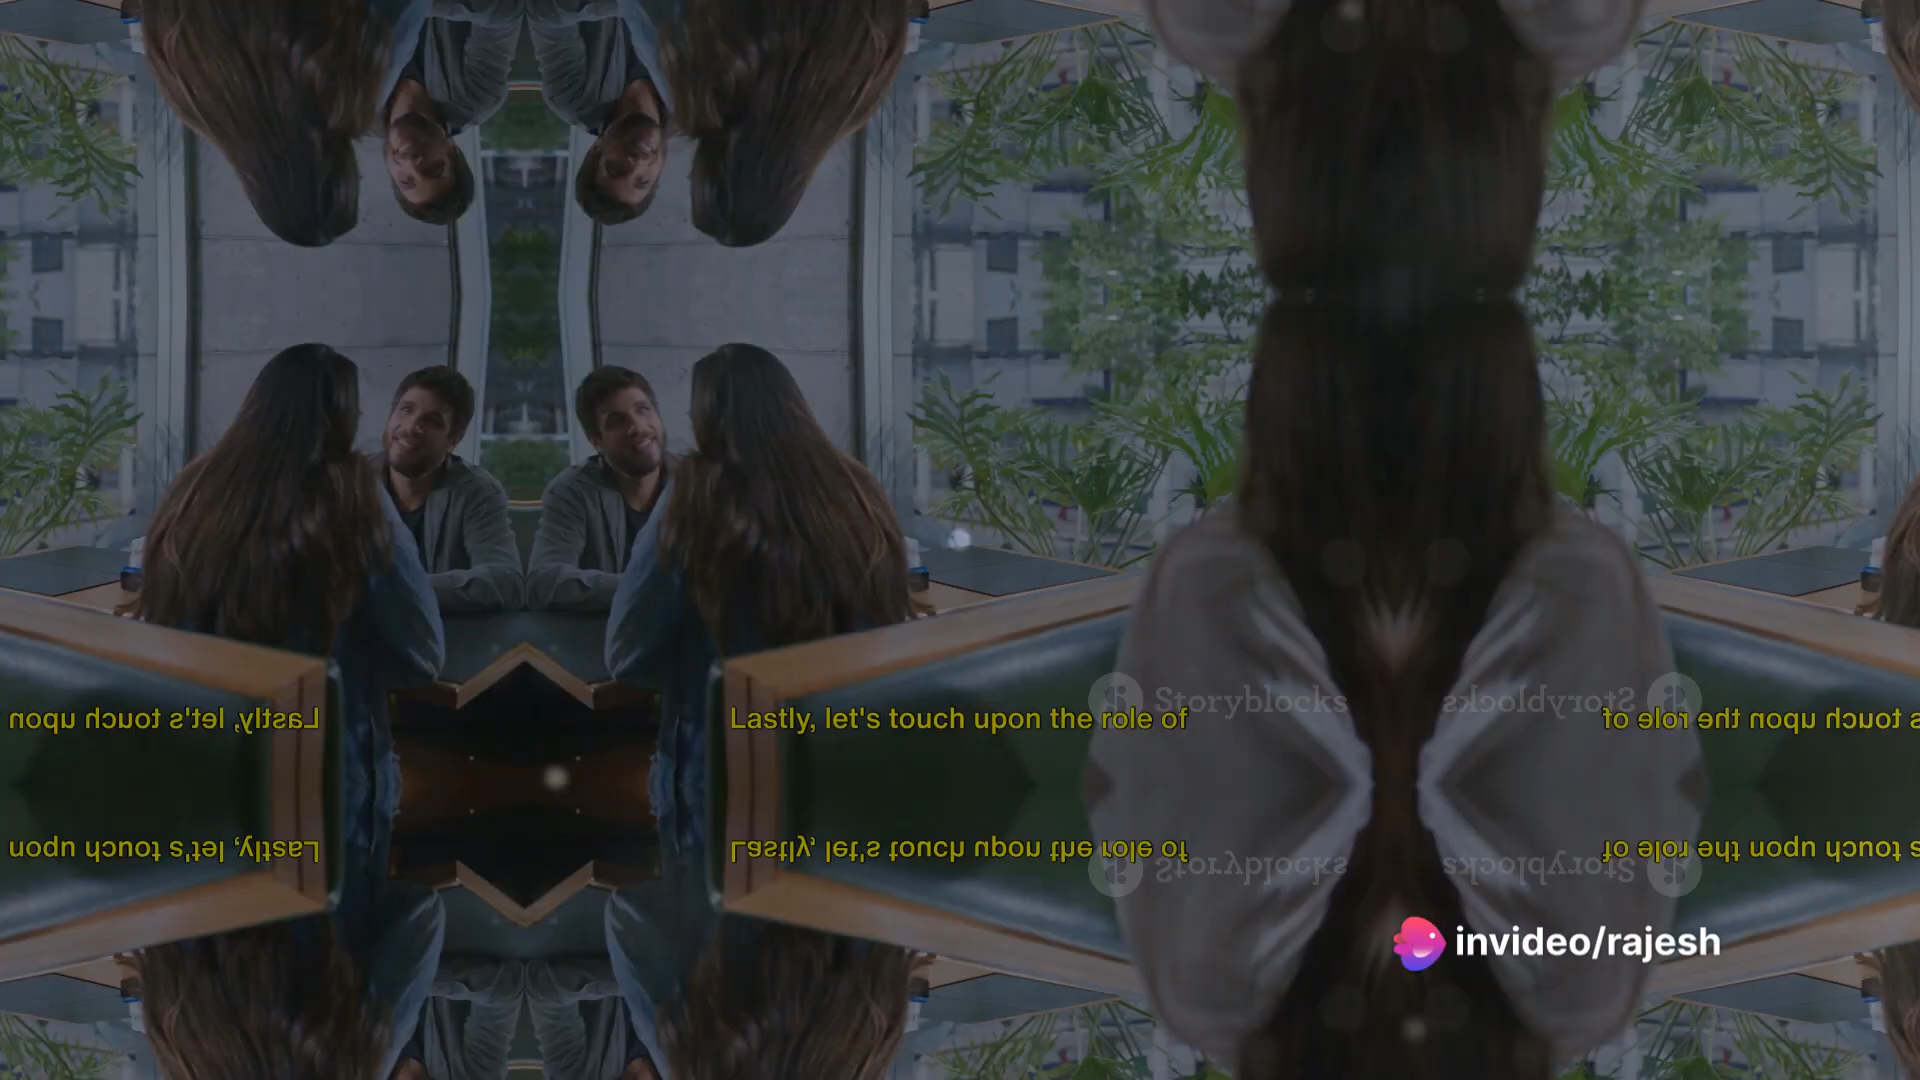 Storyblocks Storyblocks
Lastly, let's touch upon Lastly, let's touch upon the role of s touch upon the role of
Lastly, let's touch upon Lastly, let's touch upon the role of s touch upon the role of
Storyblocks Storyblocks
invideo/rajesh